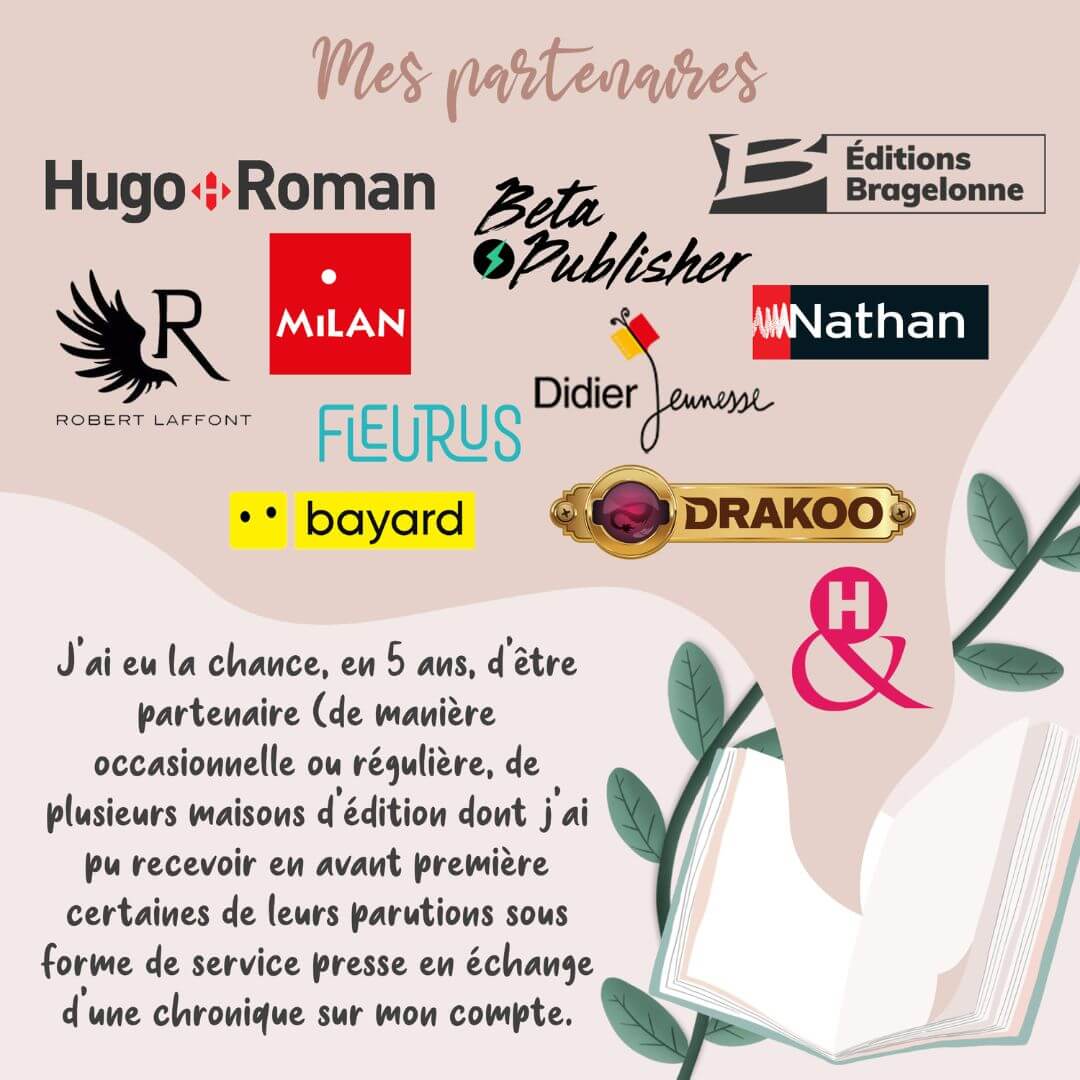 Mes partenaires
Hugo Roman
Beta
Publisher
B Éditions
Bragelonne
R
ROBERT LAFFONT
MiLAN
Nathan
Didier Jeunesse
FLEURUS
bayard
DRAKOO
H
&
J'ai eu la chance, en 5 ans, d'être
partenaire (de manière
occasionnelle ou régulière, de
plusieurs maisons d'édition dont j'ai
pu recevoir en avant première
certaines de leurs parutions sous
forme de service presse en échange
d'une chronique sur mon compte.